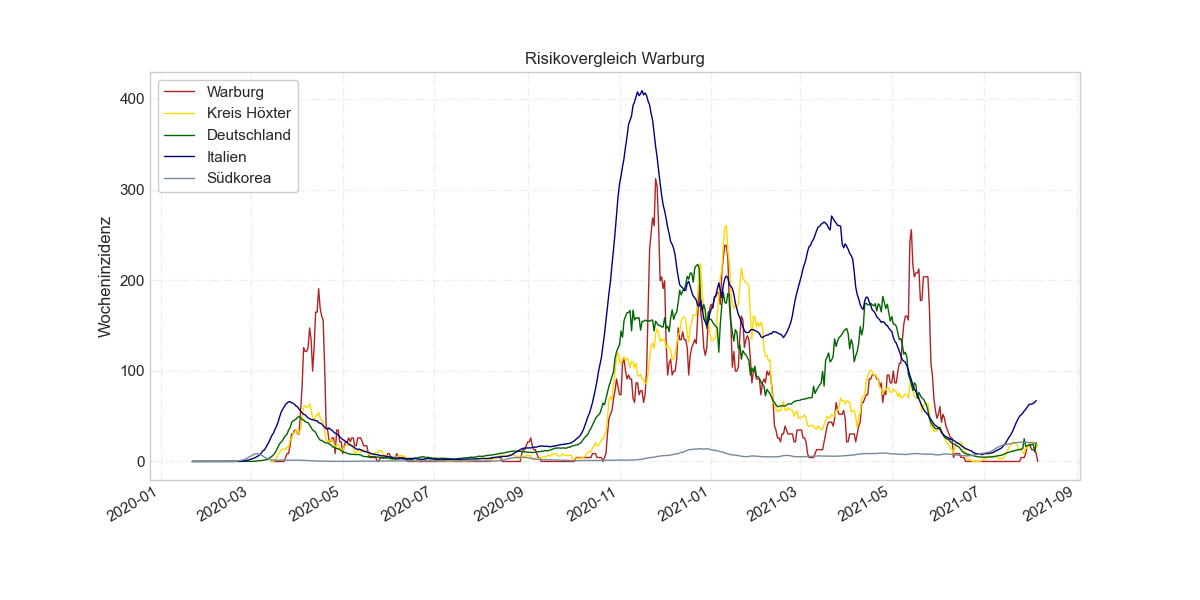 Risikovergleich Warburg
Warburg
Kreis Höxter
Deutschland
Italien
Südkorea
Wocheninzidenz
400
300
200
100
0
2020-01
2020-03
2020-05
2020-07
2020-09
2020-11
2021-01
2021-03
2021-05
2021-07
2021-09